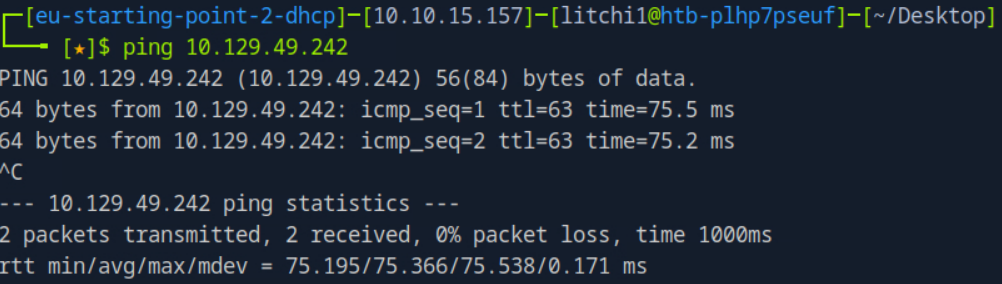 ┌─[eu-starting-point-2-dhcp]─[10.10.15.157]─[litchi1@htb-plhp7pseuf]─[~/Desktop]
└──╼ [★]$ ping 10.129.49.242
PING 10.129.49.242 (10.129.49.242) 56(84) bytes of data.
64 bytes from 10.129.49.242: icmp_seq=1 ttl=63 time=75.5 ms
64 bytes from 10.129.49.242: icmp_seq=2 ttl=63 time=75.2 ms
^C
--- 10.129.49.242 ping statistics ---
2 packets transmitted, 2 received, 0% packet loss, time 1000ms
rtt min/avg/max/mdev = 75.195/75.366/75.538/0.171 ms